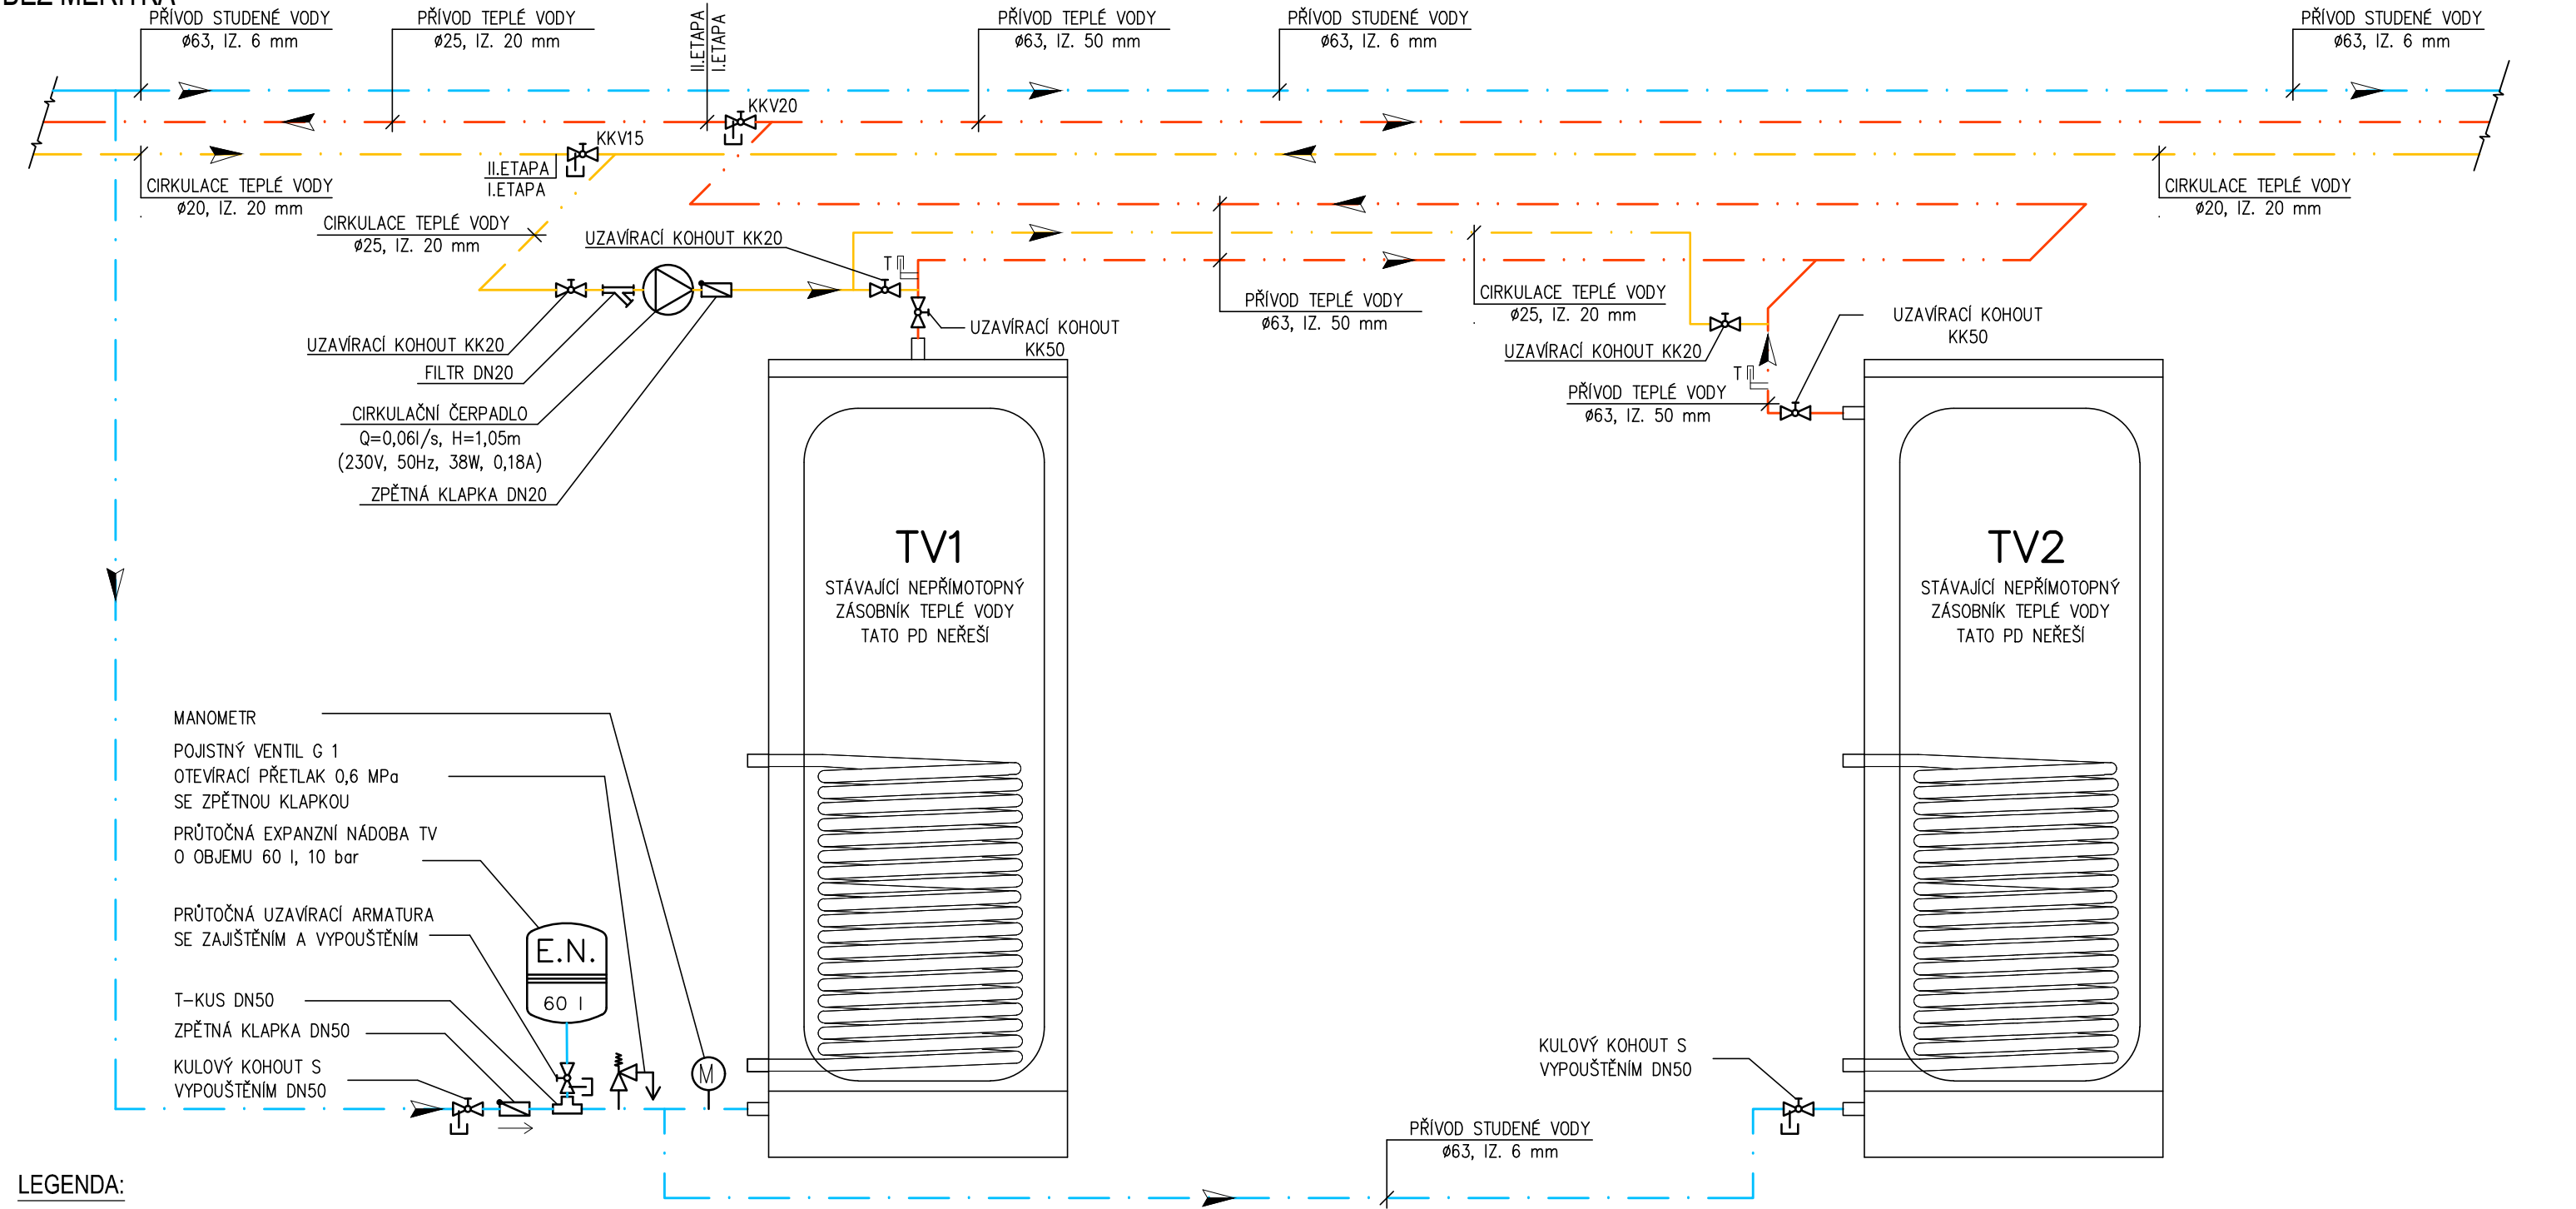 PŘÍVOD STUDENÉ VODY
ø63, IZ. 6 mm
PŘÍVOD TEPLÉ VODY
ø25, IZ. 20 mm
II.ETAPA
I.ETAPA
PŘÍVOD TEPLÉ VODY
ø63, IZ. 50 mm
PŘÍVOD STUDENÉ VODY
ø63, IZ. 6 mm
PŘÍVOD STUDENÉ VODY
ø63, IZ. 6 mm
KKV20
KKV15
II.ETAPA
I.ETAPA
CIRKULACE TEPLÉ VODY
ø20, IZ. 20 mm
CIRKULACE TEPLÉ VODY
ø20, IZ. 20 mm
CIRKULACE TEPLÉ VODY
ø25, IZ. 20 mm
UZAVÍRACÍ KOHOUT KK20
T
PŘÍVOD TEPLÉ VODY
ø63, IZ. 50 mm
CIRKULACE TEPLÉ VODY
ø25, IZ. 20 mm
UZAVÍRACÍ KOHOUT
KK50
UZAVÍRACÍ KOHOUT
KK50
UZAVÍRACÍ KOHOUT KK20
UZAVÍRACÍ KOHOUT KK20
FILTR DN20
T
PŘÍVOD TEPLÉ VODY
ø63, IZ. 50 mm
CIRKULAČNÍ ČERPADLO
Q=0,06l/s, H=1,05m
(230V, 50Hz, 38W, 0,18A)
ZPĚTNÁ KLAPKA DN20
TV1
STÁVAJÍCÍ NEPŘÍMOTOPNÝ
ZÁSOBNÍK TEPLÉ VODY
TATO PD NEŘEŠÍ
TV2
STÁVAJÍCÍ NEPŘÍMOTOPNÝ
ZÁSOBNÍK TEPLÉ VODY
TATO PD NEŘEŠÍ
MANOMETR
POJISTNÝ VENTIL G 1
OTEVÍRACÍ PŘETLAK 0,6 MPa
SE ZPĚTNOU KLAPKOU
PRŮTOČNÁ EXPANZNÍ NÁDOBA TV
O OBJEMU 60 l, 10 bar
PRŮTOČNÁ UZAVÍRACÍ ARMATURA
SE ZAJIŠTĚNÍM A VYPOUŠTĚNÍM
E.N.
60 l
T-KUS DN50
ZPĚTNÁ KLAPKA DN50
KULOVÝ KOHOUT S
VYPOUŠTĚNÍM DN50
M
KULOVÝ KOHOUT S
VYPOUŠTĚNÍM DN50
PŘÍVOD STUDENÉ VODY
ø63, IZ. 6 mm
LEGENDA: